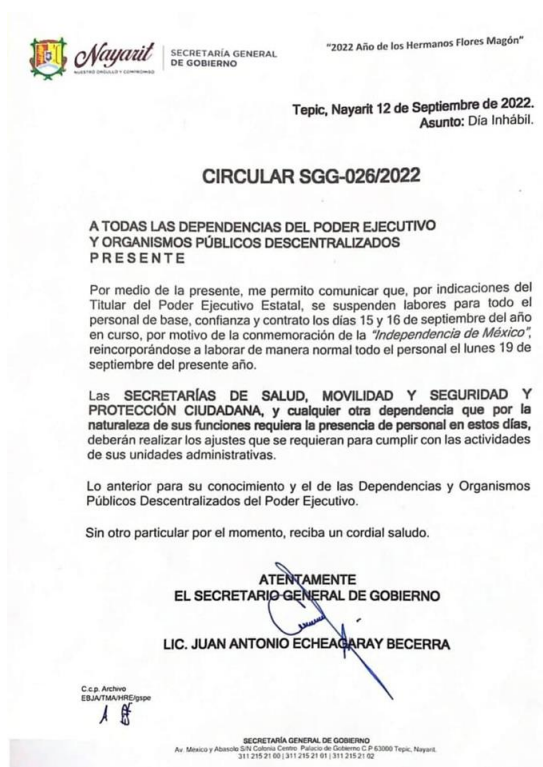 Nayarit
NUESTRO ORGULLO Y COMPROMISO
SECRETARÍA GENERAL
DE GOBIERNO
"2022 Año de los Hermanos Flores Magón"
Tepic, Nayarit 12 de Septiembre de 2022.
Asunto: Día Inhábil.
CIRCULAR SGG-026/2022
A TODAS LAS DEPENDENCIAS DEL PODER EJECUTIVO
Y ORGANISMOS PÚBLICOS DESCENTRALIZADOS
P R E S E N T E
Por medio de la presente, me permito comunicar que, por indicaciones del
Titular del Poder Ejecutivo Estatal, se suspenden labores para todo el
personal de base, confianza y contrato los días 15 y 16 de septiembre del año
en curso, por motivo de la conmemoración de la "Independencia de México",
reincorporándose a laborar de manera normal todo el personal el lunes 19 de
septiembre del presente año.
Las SECRETARÍAS DE SALUD, MOVILIDAD Y SEGURIDAD Y
PROTECCIÓN CIUDADANA, y cualquier otra dependencia que por la
naturaleza de sus funciones requiera la presencia de personal en estos días,
deberán realizar los ajustes que se requieran para cumplir con las actividades
de sus unidades administrativas.
Lo anterior para su conocimiento y el de las Dependencias y Organismos
Públicos Descentralizados del Poder Ejecutivo.
Sin otro particular por el momento, reciba un cordial saludo.
ATENTAMENTE
EL SECRETARIO GENERAL DE GOBIERNO
LIC. JUAN ANTONIO ECHEAGARAY BECERRA
C.c.p. Archivo
EBJA/TMA/HRE/gspe
SECRETARÍA GENERAL DE GOBIERNO
Av. México y Abasolo S/N Colonia Centro Palacio de Gobierno C.P 63000 Tepic, Nayarit.
311 215 21 00 | 311 215 21 01 | 311 215 21 02